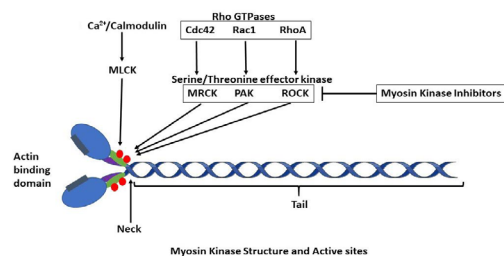 Rho GTPases
Ca²⁺/Calmodulin
Cdc42 Rac1 RhoA
MLCK
Serine/Threonine effector kinase
MRCK PAK ROCK
Myosin Kinase Inhibitors
Actin
binding
domain
Tail
Neck
Myosin Kinase Structure and Active sites